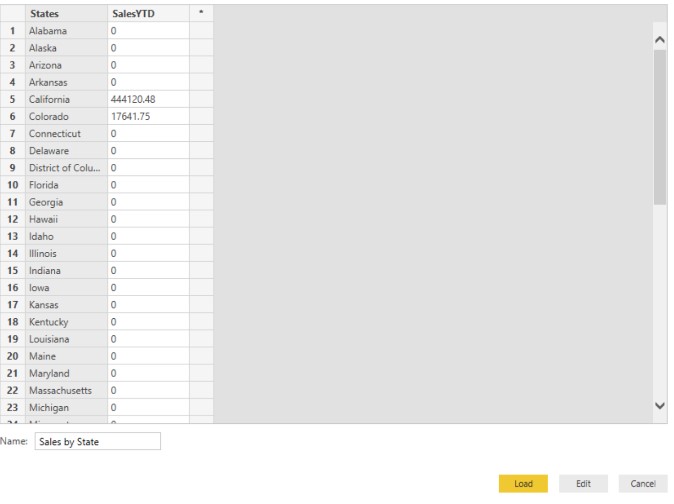 States SalesYTD *
1 Alabama 0
2 Alaska 0
3 Arizona 0
4 Arkansas 0
5 California 444120.48
6 Colorado 17641.75
7 Connecticut 0
8 Delaware 0
9 District of Colu... 0
10 Florida 0
11 Georgia 0
12 Hawaii 0
13 Idaho 0
14 Illinois 0
15 Indiana 0
16 Iowa 0
17 Kansas 0
18 Kentucky 0
19 Louisiana 0
20 Maine 0
21 Maryland 0
22 Massachusetts 0
23 Michigan 0
Name: Sales by State
Load Edit Cancel